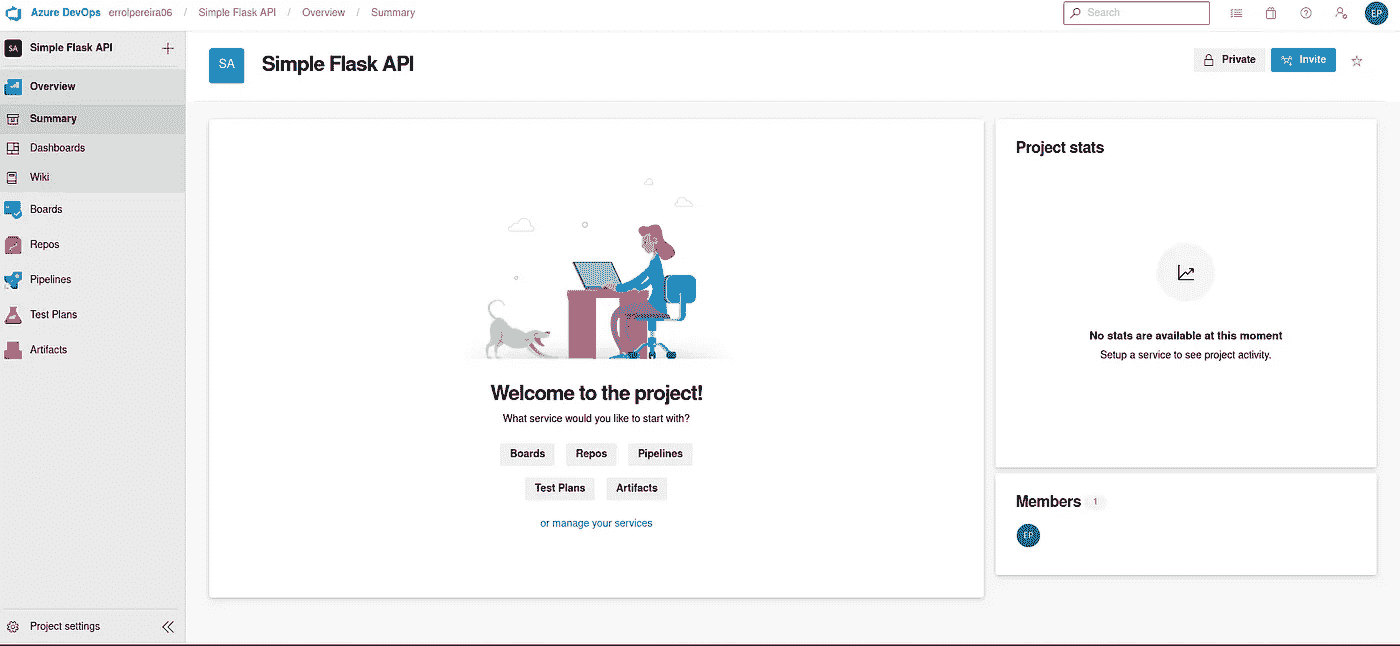 Azure DevOps errolpereira06 / Simple Flask API / Overview / Summary
Search
EP
SA Simple Flask API
Overview
Summary
Dashboards
Wiki
Boards
Repos
Pipelines
Test Plans
Artifacts
Project settings
SA Simple Flask API
Private Invite
Welcome to the project!
What service would you like to start with?
Boards Repos Pipelines
Test Plans Artifacts
or manage your services
Project stats
No stats are available at this moment
Setup a service to see project activity.
Members 1
EP